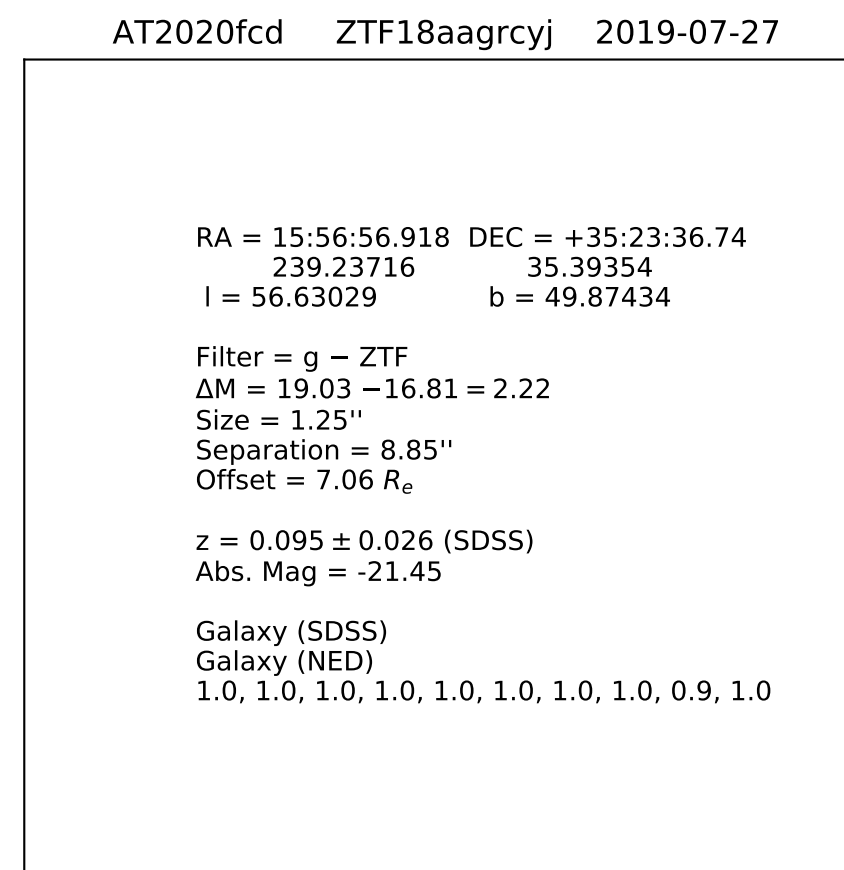 AT2020fcd ZTF18aagrcyj 2019-07-27
RA = 15:56:56.918 DEC = +35:23:36.74
239.23716 35.39354
l = 56.63029 b = 49.87434
Filter = g − ZTF
ΔM = 19.03 −16.81 = 2.22
Size = 1.25''
Separation = 8.85''
Offset = 7.06 Rₑ
z = 0.095 ± 0.026 (SDSS)
Abs. Mag = -21.45
Galaxy (SDSS)
Galaxy (NED)
1.0, 1.0, 1.0, 1.0, 1.0, 1.0, 1.0, 1.0, 0.9, 1.0